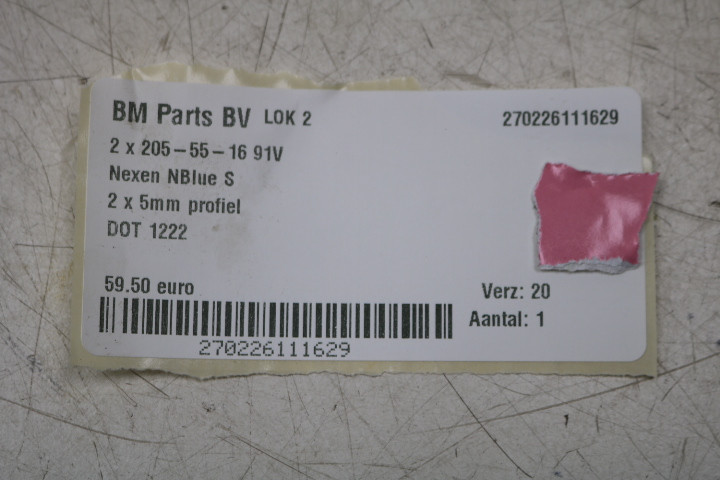 BM Parts BV LOK 2 270226111629
2 x 205-55-16 91V
Nexen NBlue S
2 x 5mm profiel
DOT 1222
59.50 euro Verz: 20
Aantal: 1
270226111629